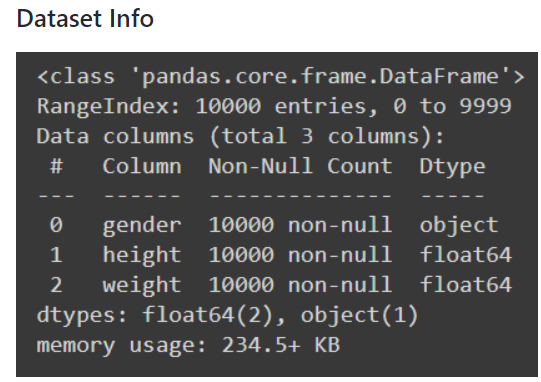 Dataset Info
<class 'pandas.core.frame.DataFrame'>
RangeIndex: 10000 entries, 0 to 9999
Data columns (total 3 columns):
 #   Column  Non-Null Count  Dtype
---  ------  --------------  -----
 0   gender  10000 non-null  object
 1   height  10000 non-null  float64
 2   weight  10000 non-null  float64
dtypes: float64(2), object(1)
memory usage: 234.5+ KB